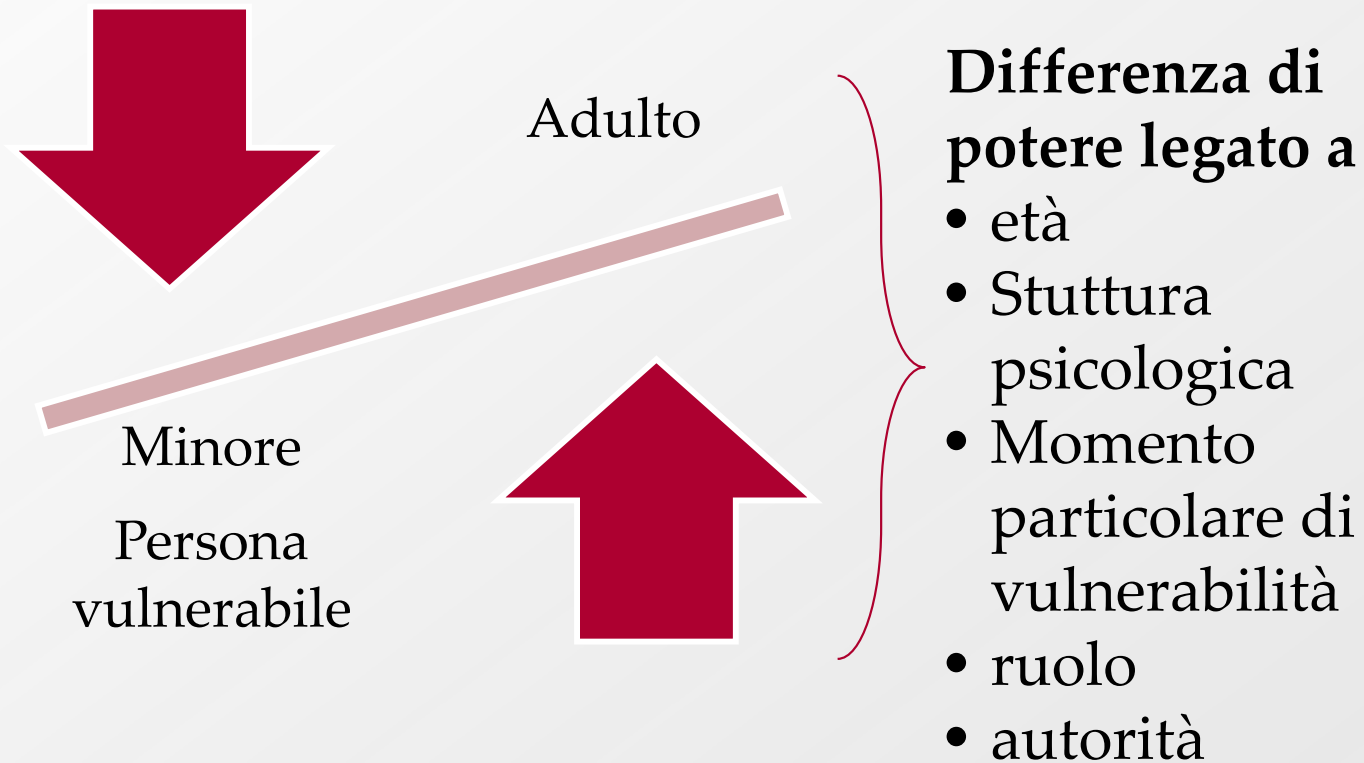 Adulto
Minore
Persona
vulnerabile
Differenza di
potere legato a
• età
• Stuttura
psicologica
• Momento
particolare di
vulnerabilità
• ruolo
• autorità